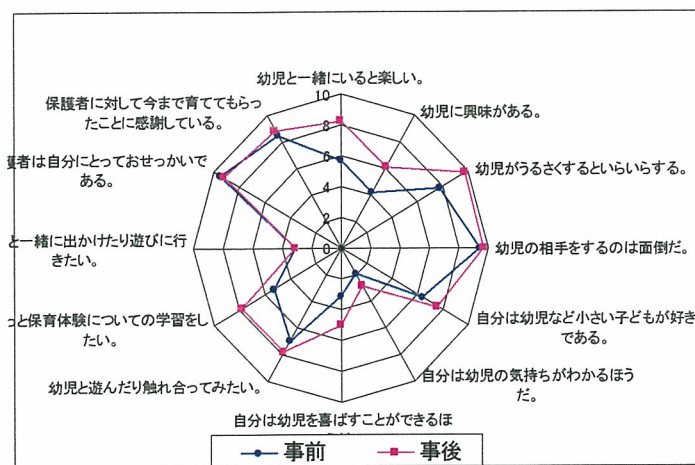 幼児と一緒にいると楽しい。
幼児に興味がある。
幼児がうるさくするといらいらする。
幼児の相手をするのは面倒だ。
自分は幼児など小さい子どもが好き
である。
自分は幼児の気持ちがわかるほう
だ。
自分は幼児を喜ばすことができるほ
幼児と遊んだり触れ合ってみたい。
っと保育体験についての学習をし
たい。
と一緒に出かけたり遊びに行
きたい。
護者は自分にとっておせっかいで
ある。
保護者に対して今まで育ててもらっ
たことに感謝している。
10
8
6
4
2
0
事前
事後